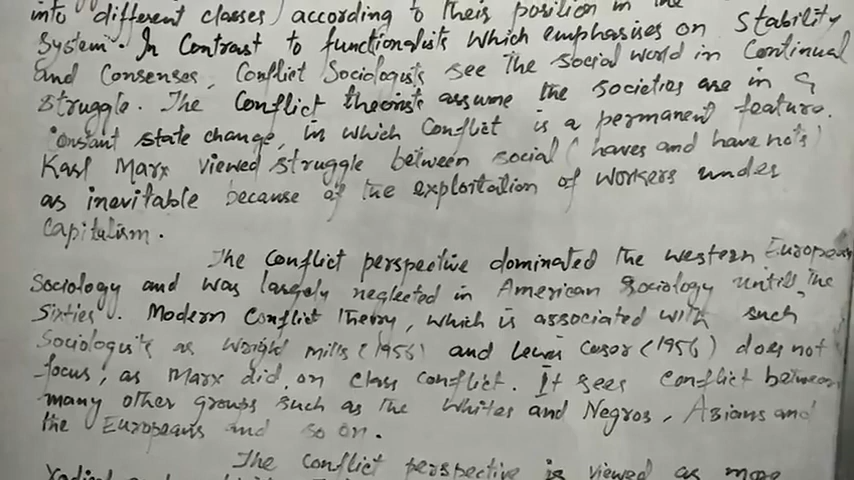 into different classes) according to their position in the
System. In Contrast to functionalists which emphasises on Stability
and Consenses, Conflict Sociologists see the social world in Continual
Struggle. The Conflict theorists assume the societies are in a
Constant state change, in which Conflict is a permanent feature.
Karl Marx viewed struggle between social (haves and have not's)
as inevitable because of the exploitation of workers under
Capitulism.
The Conflict perspective dominated the western European
Sociology and was largely neglected in American Sociology untill the
Sixties. Modern Conflict Theory, which is associated with such
Sociologists as Wright Mills (1956) and Lewis Coser (1956) does not
focus, as Marx did, on Class Conflict. It sees Conflict between
many other groups such as the Whites and Negros, Asians and
the Europeans and so on.
The Conflict perspective is viewed as more